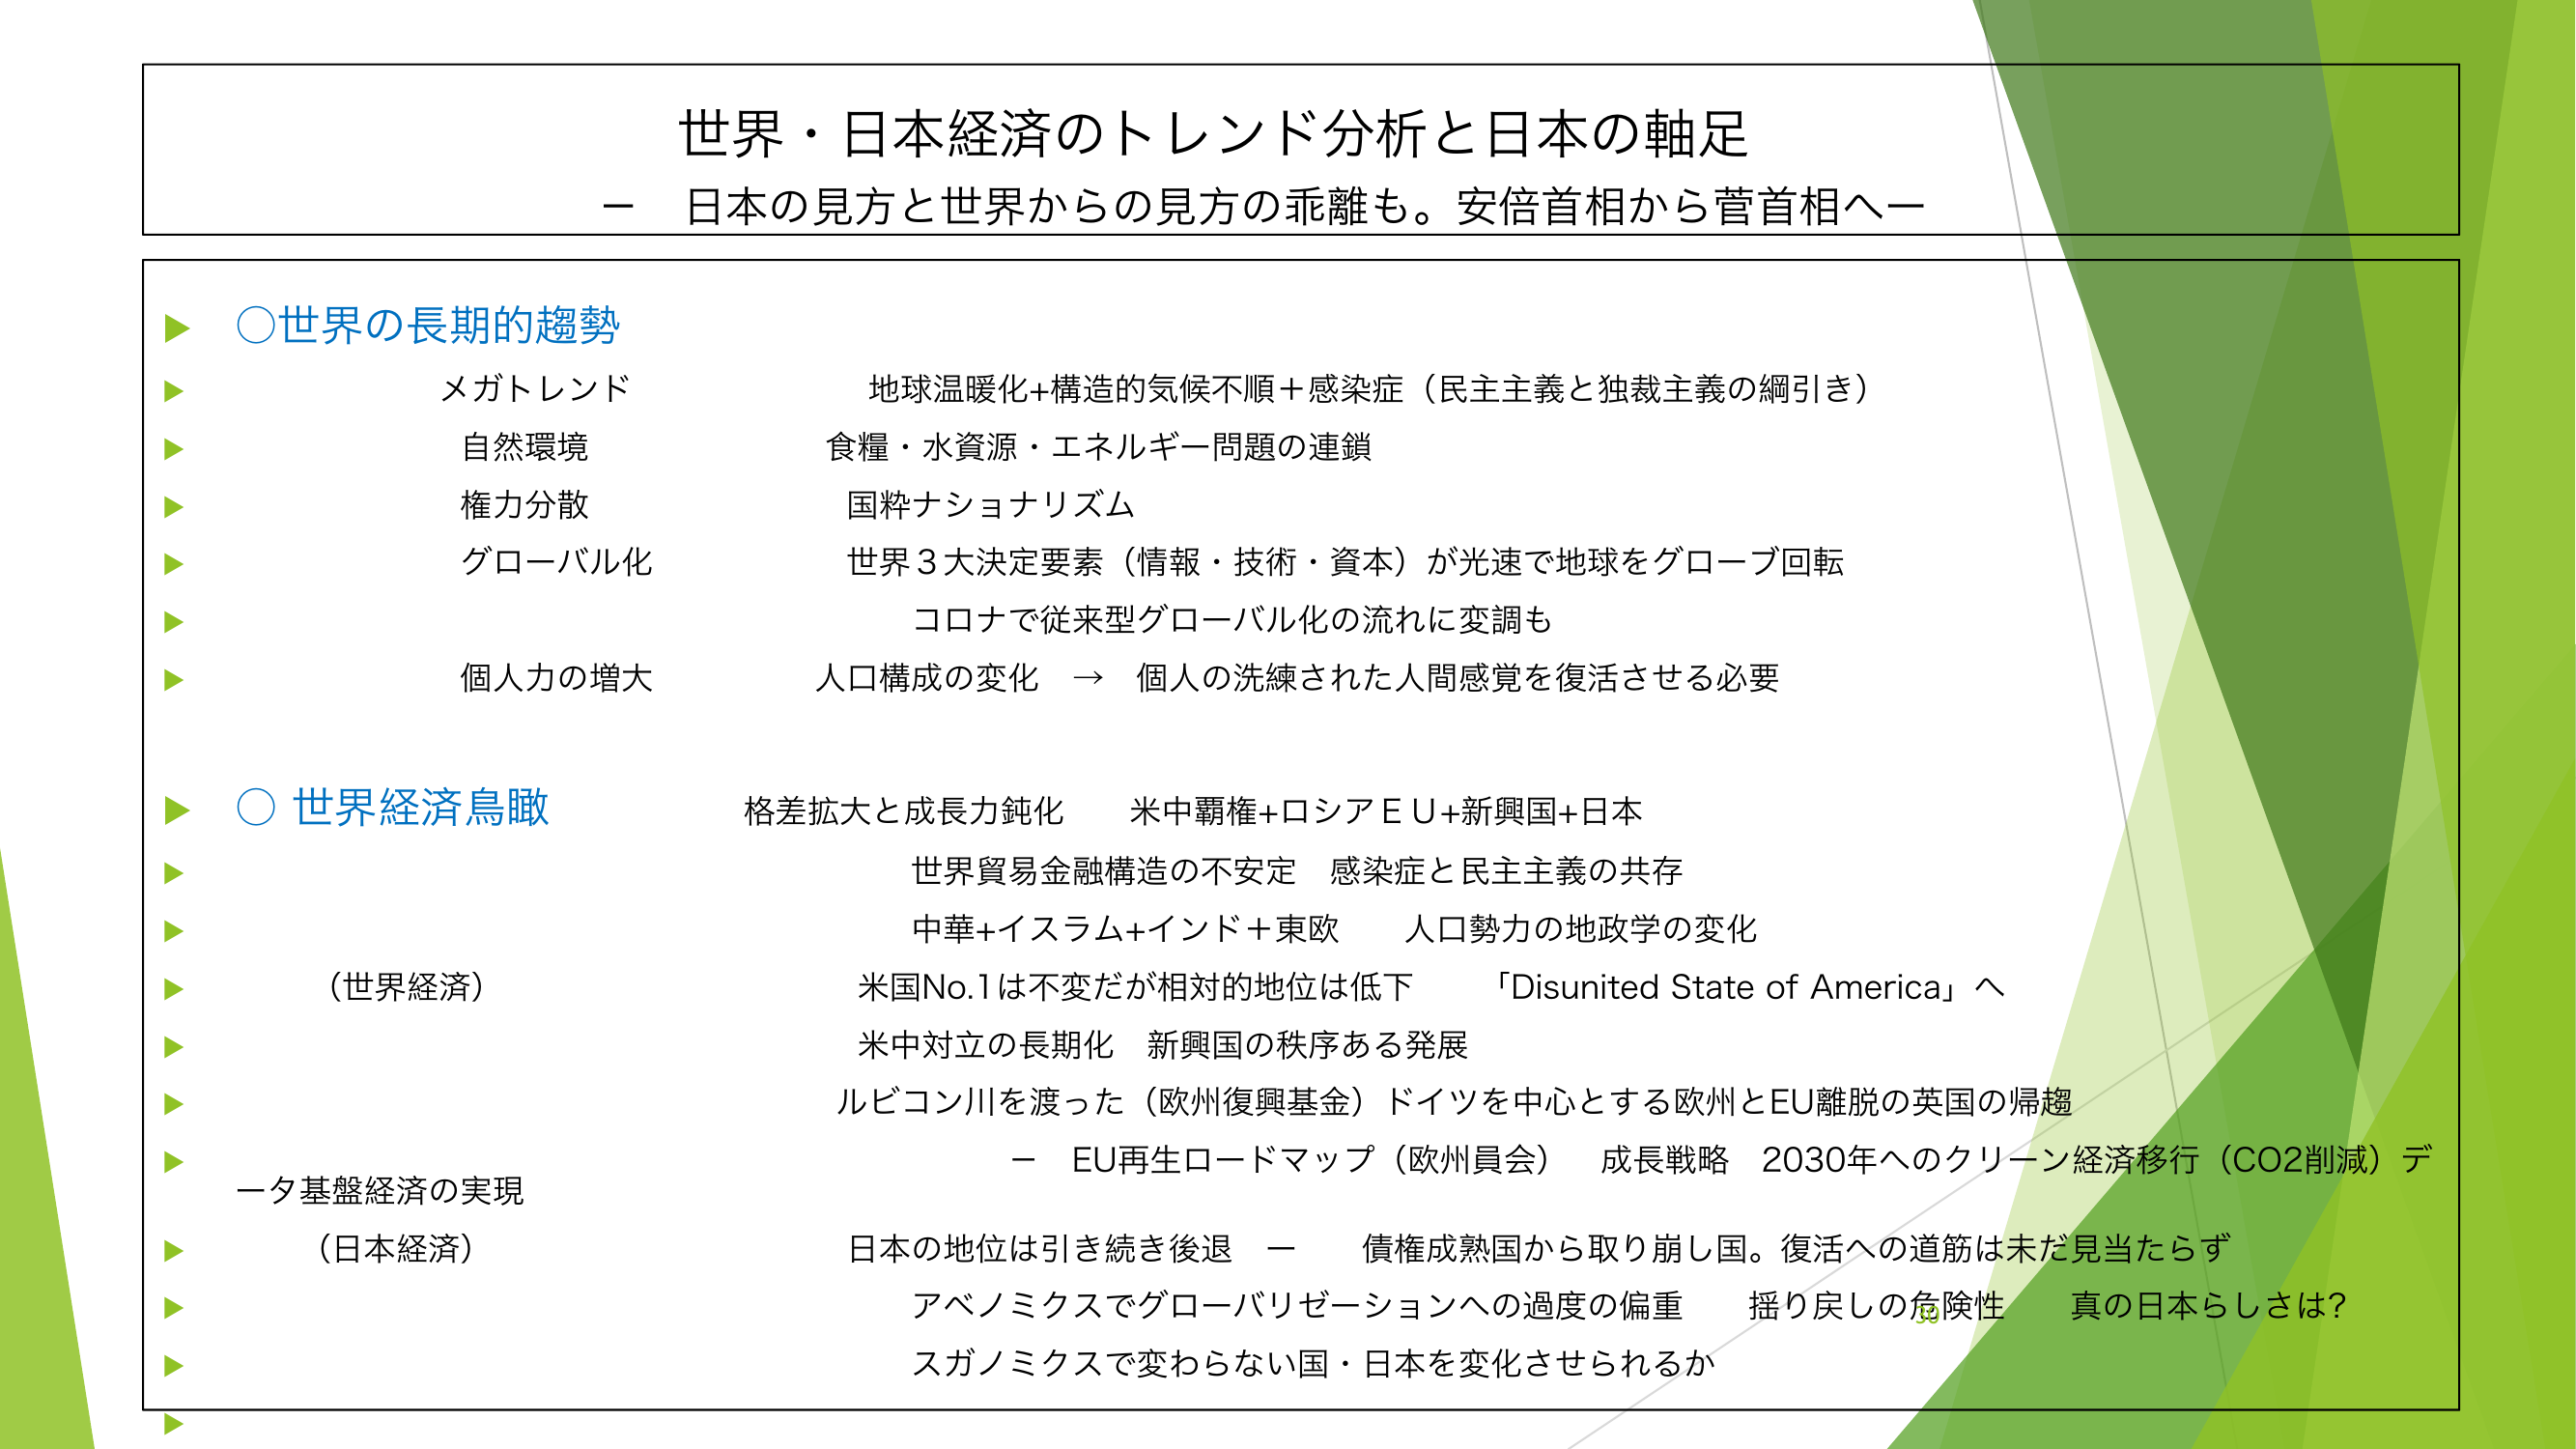 世界・日本経済のトレンド分析と日本の軸足
－　日本の見方と世界からの見方の乖離も。安倍首相から菅首相へー
○世界の長期的趨勢
メガトレンド　地球温暖化+構造的気候不順＋感染症（民主主義と独裁主義の綱引き）
自然環境　食糧・水資源・エネルギー問題の連鎖
権力分散　国粋ナショナリズム
グローバル化　世界３大決定要素（情報・技術・資本）が光速で地球をグローブ回転
コロナで従来型グローバル化の流れに変調も
個人力の増大　人口構成の変化　→　個人の洗練された人間感覚を復活させる必要
○ 世界経済鳥瞰　格差拡大と成長力鈍化　米中覇権+ロシアＥＵ+新興国+日本
世界貿易金融構造の不安定　感染症と民主主義の共存
中華+イスラム+インド＋東欧　人口勢力の地政学の変化
（世界経済）　米国No.1は不変だが相対的地位は低下　「Disunited State of America」へ
米中対立の長期化　新興国の秩序ある発展
ルビコン川を渡った（欧州復興基金）ドイツを中心とする欧州とEU離脱の英国の帰趨
－　EU再生ロードマップ（欧州員会）　成長戦略　2030年へのクリーン経済移行（CO2削減）デ
ータ基盤経済の実現
（日本経済）　日本の地位は引き続き後退　ー　債権成熟国から取り崩し国。復活への道筋は未だ見当たらず
アベノミクスでグローバリゼーションへの過度の偏重　揺り戻しの危険性　真の日本らしさは?
30
スガノミクスで変わらない国・日本を変化させられるか